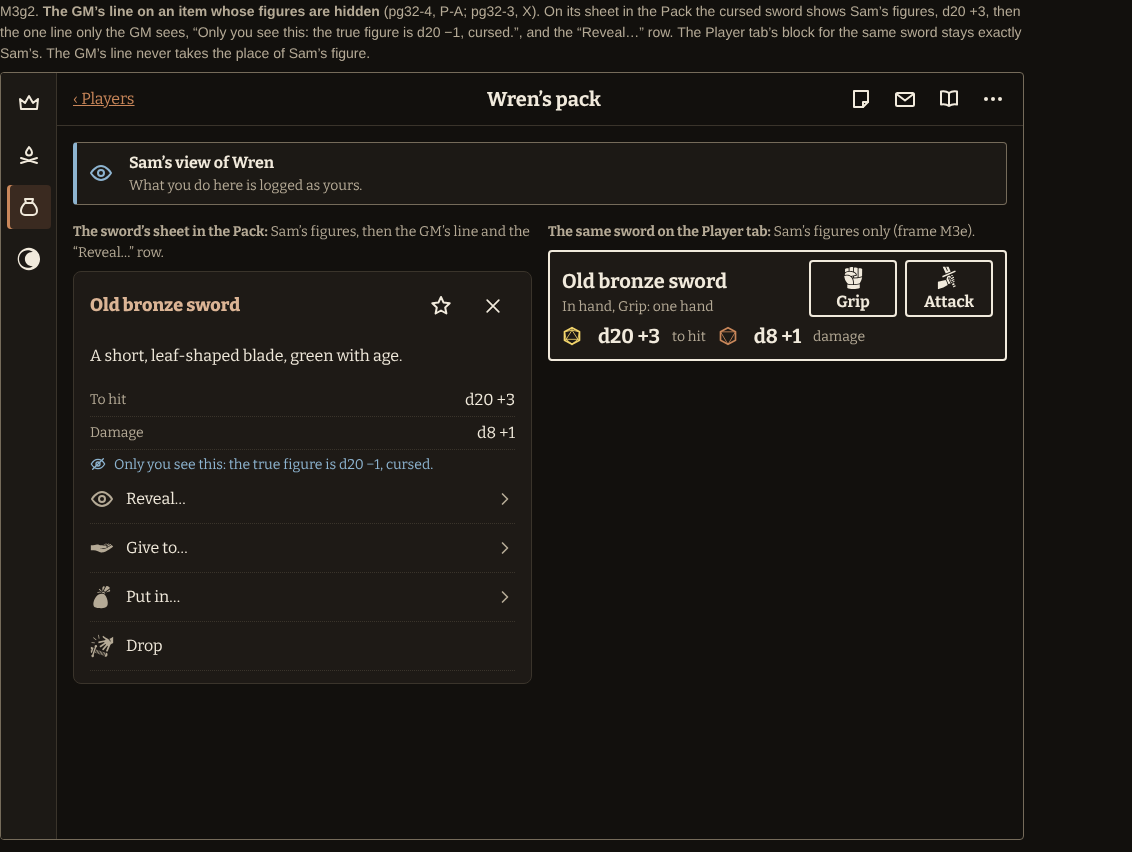 M3g2. The GM’s line on an item whose figures are hidden (pg32-4, P-A; pg32-3, X). On its sheet in the Pack the cursed sword shows Sam’s figures, d20 +3, then
the one line only the GM sees, “Only you see this: the true figure is d20 −1, cursed.”, and the “Reveal…” row. The Player tab’s block for the same sword stays exactly
Sam’s. The GM’s line never takes the place of Sam’s figure.
‹ Players
Wren’s pack
Sam’s view of Wren
What you do here is logged as yours.
The sword’s sheet in the Pack: Sam’s figures, then the GM’s line and the
“Reveal…” row.
Old bronze sword
A short, leaf-shaped blade, green with age.
To hit d20 +3
Damage d8 +1
Only you see this: the true figure is d20 −1, cursed.
Reveal…
Give to…
Put in…
Drop
The same sword on the Player tab: Sam’s figures only (frame M3e).
Old bronze sword
In hand, Grip: one hand
Grip
Attack
d20 +3 to hit d8 +1 damage